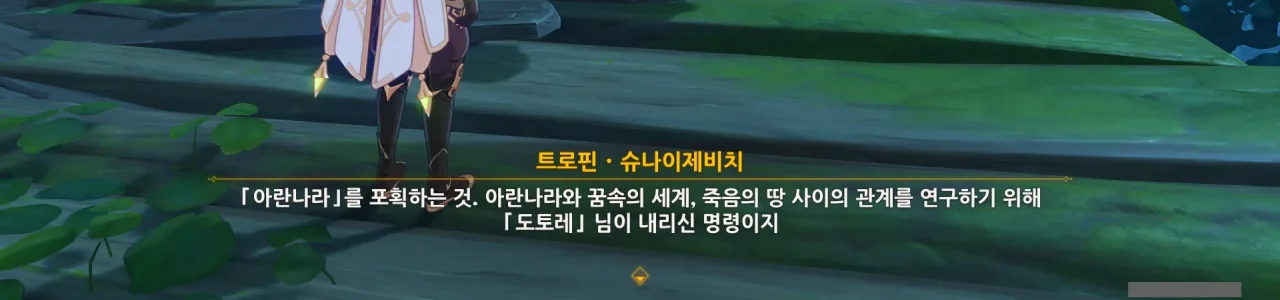 트로핀・슈나이제비치
「아란나라」를 포획하는 것. 아란나라와 꿈속의 세계, 죽음의 땅 사이의 관계를 연구하기 위해
「도토레」 님이 내리신 명령이지